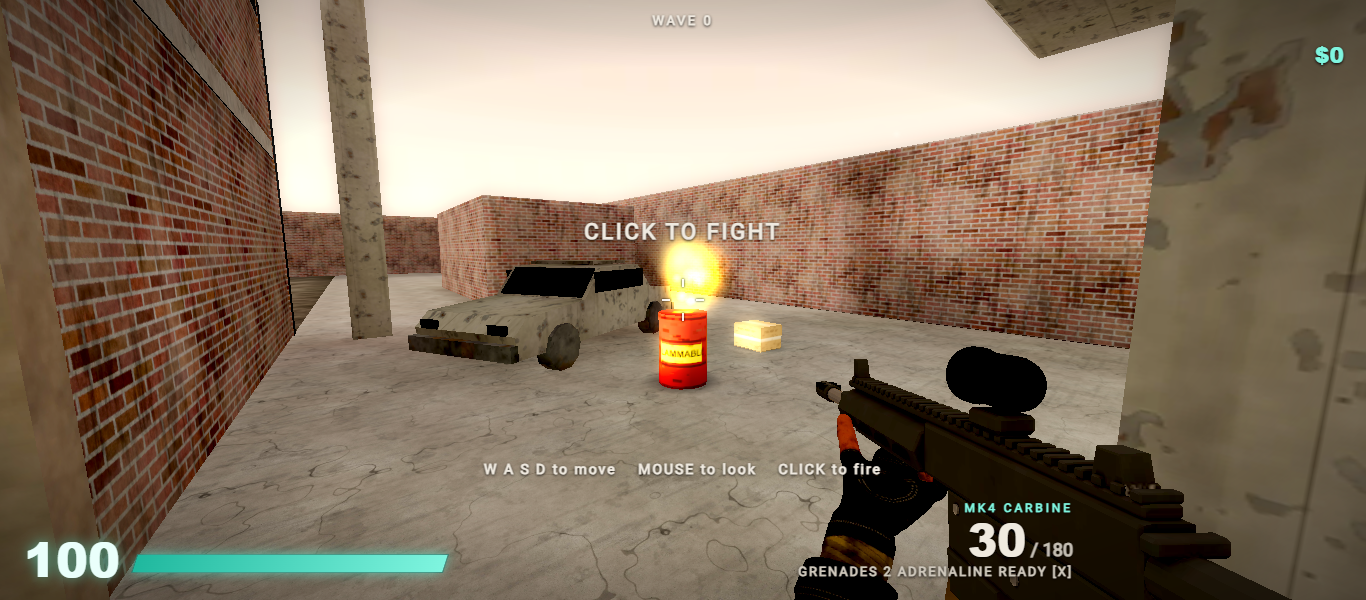 WAVE 0
$0
CLICK TO FIGHT
W A S D to move MOUSE to look CLICK to fire
MK4 CARBINE
30 / 180
GRENADES 2 ADRENALINE READY [X]
100